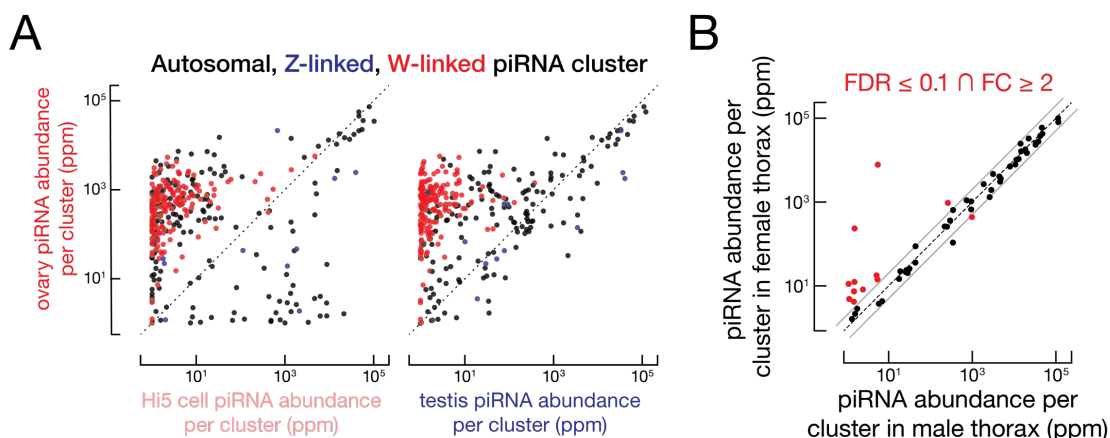 A
Autosomal, Z-linked, W-linked piRNA cluster
ovary piRNA abundance
per cluster (ppm)
10⁵
10³
10¹
10¹ 10³ 10⁵
Hi5 cell piRNA abundance
per cluster (ppm)
10¹ 10³ 10⁵
testis piRNA abundance
per cluster (ppm)
B
FDR ≤ 0.1 ∩ FC ≥ 2
piRNA abundance per
cluster in female thorax (ppm)
10⁵
10³
10¹
10¹ 10³ 10⁵
piRNA abundance per
cluster in male thorax (ppm)